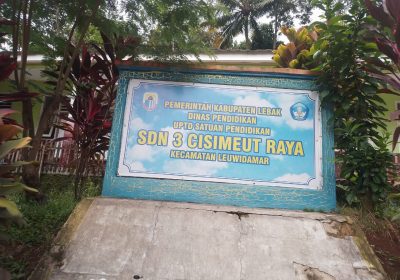 PEMERINTAH KABUPATEN LEBAK
DINAS PENDIDIKAN
UPTD SATUAN PENDIDIKAN
SDN 3 CISIMEUT RAYA
KECAMATAN LEUWIDAMAR